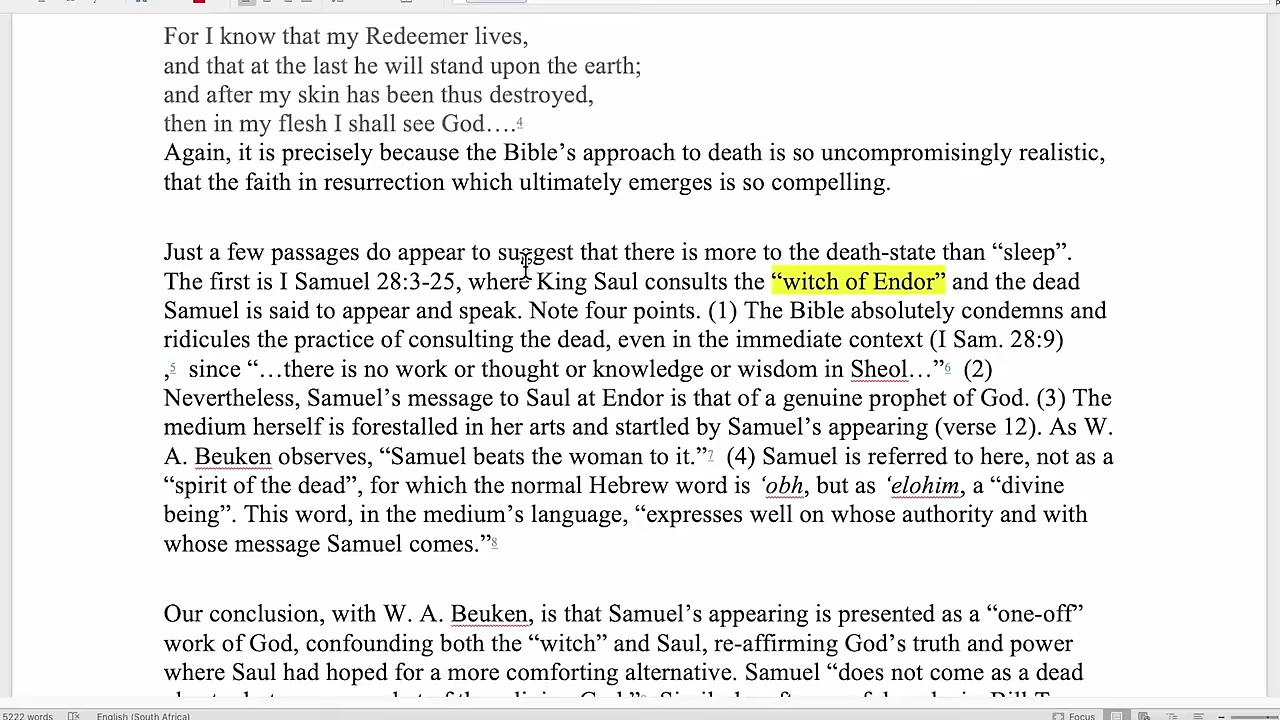 For I know that my Redeemer lives,
and that at the last he will stand upon the earth;
and after my skin has been thus destroyed,
then in my flesh I shall see God….4
Again, it is precisely because the Bible’s approach to death is so uncompromisingly realistic,
that the faith in resurrection which ultimately emerges is so compelling.
Just a few passages do appear to suggest that there is more to the death-state than “sleep”.
The first is I Samuel 28:3-25, where King Saul consults the “witch of Endor” and the dead
Samuel is said to appear and speak. Note four points. (1) The Bible absolutely condemns and
ridicules the practice of consulting the dead, even in the immediate context (I Sam. 28:9)
,5 since “…there is no work or thought or knowledge or wisdom in Sheol…”6 (2)
Nevertheless, Samuel’s message to Saul at Endor is that of a genuine prophet of God. (3) The
medium herself is forestalled in her arts and startled by Samuel’s appearing (verse 12). As W.
A. Beuken observes, “Samuel beats the woman to it.”7 (4) Samuel is referred to here, not as a
“spirit of the dead”, for which the normal Hebrew word is ‘obh, but as ‘elohim, a “divine
being”. This word, in the medium’s language, “expresses well on whose authority and with
whose message Samuel comes.”8
Our conclusion, with W. A. Beuken, is that Samuel’s appearing is presented as a “one-off”
work of God, confounding both the “witch” and Saul, re-affirming God’s truth and power
where Saul had hoped for a more comforting alternative. Samuel “does not come as a dead
5222 words English (South Africa) Focus